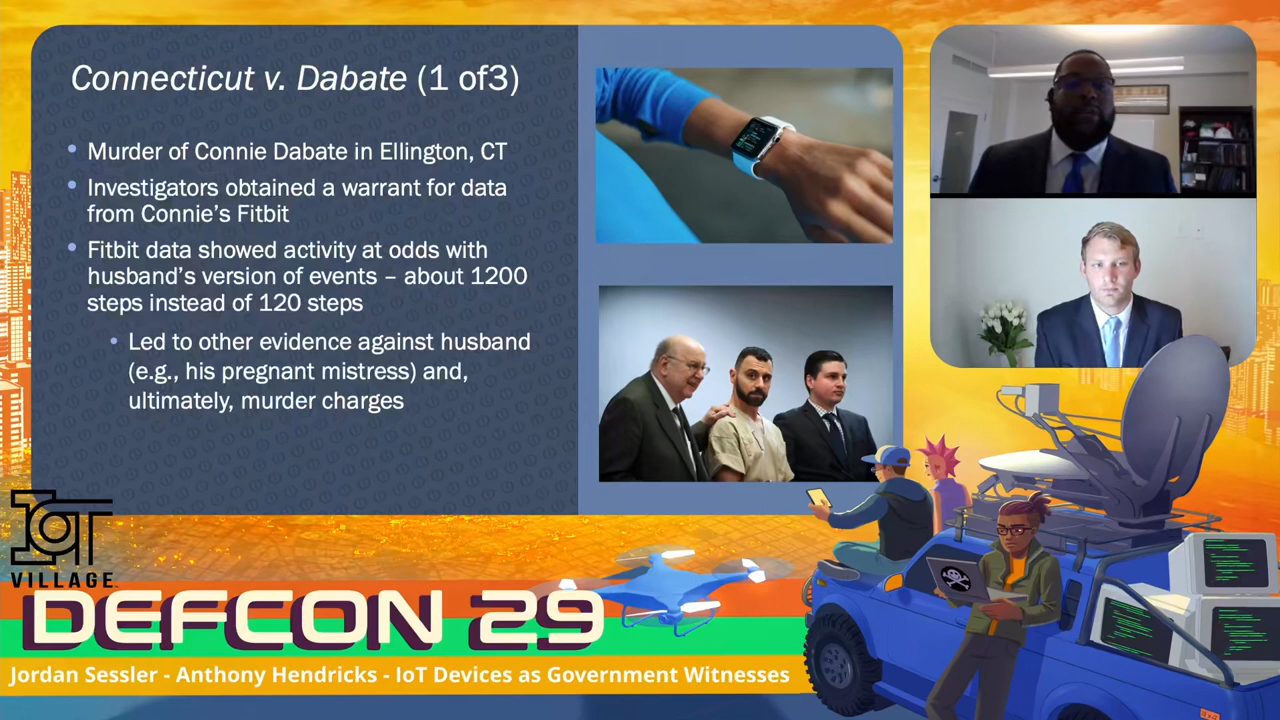 Connecticut v. Dabate (1 of3)
• Murder of Connie Dabate in Ellington, CT
• Investigators obtained a warrant for data
from Connie's Fitbit
• Fitbit data showed activity at odds with
husband's version of events – about 1200
steps instead of 120 steps
• Led to other evidence against husband
(e.g., his pregnant mistress) and,
ultimately, murder charges
IOT
VILLAGE
DEFCON 29
Jordan Sessler - Anthony Hendricks - IoT Devices as Government Witnesses